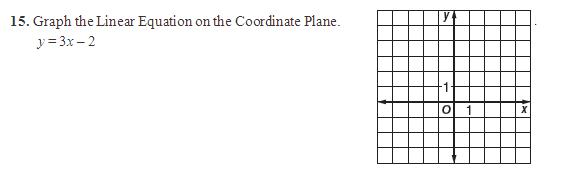 15. Graph the Linear Equation on the Coordinate Plane.
y = 3x – 2
y
1
O 1 x